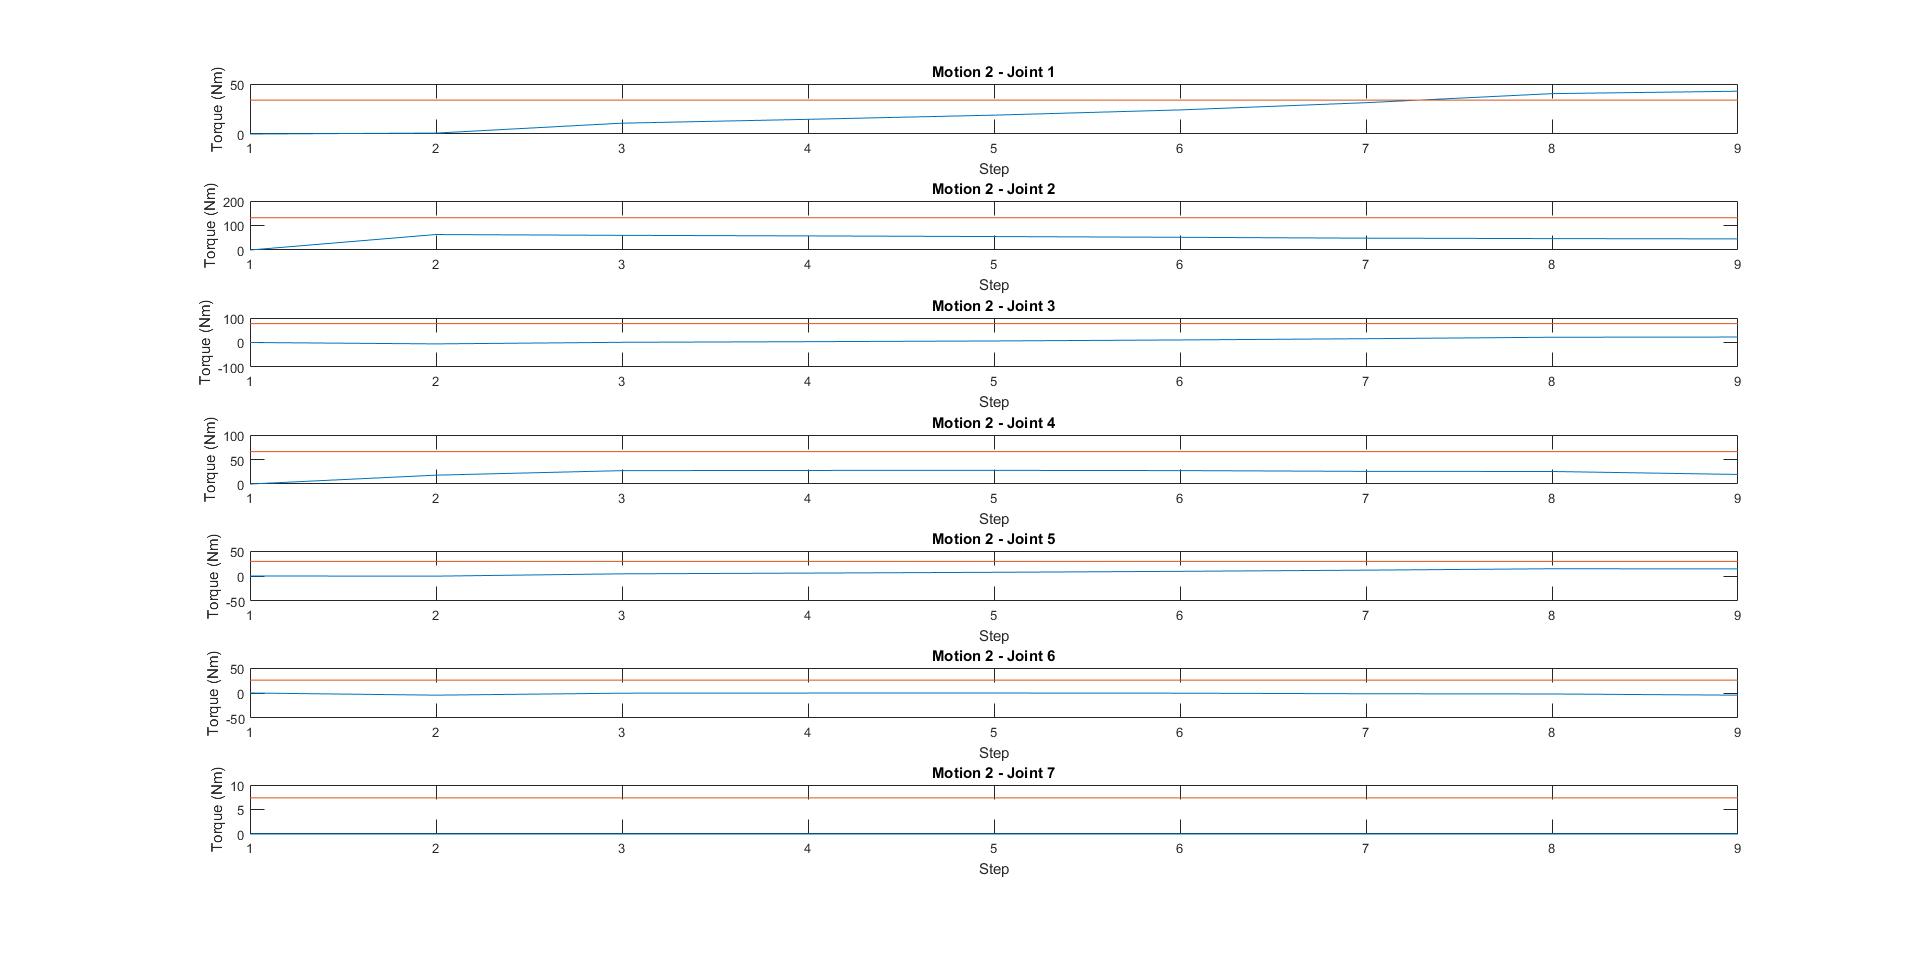 Motion 2 - Joint 1
Torque (Nm)
50
0
1 2 3 4 5 6 7 8 9
Step
Motion 2 - Joint 2
Torque (Nm)
200
100
0
1 2 3 4 5 6 7 8 9
Step
Motion 2 - Joint 3
Torque (Nm)
100
0
-100
1 2 3 4 5 6 7 8 9
Step
Motion 2 - Joint 4
Torque (Nm)
100
50
0
1 2 3 4 5 6 7 8 9
Step
Motion 2 - Joint 5
Torque (Nm)
50
0
-50
1 2 3 4 5 6 7 8 9
Step
Motion 2 - Joint 6
Torque (Nm)
50
0
-50
1 2 3 4 5 6 7 8 9
Step
Motion 2 - Joint 7
Torque (Nm)
10
5
0
1 2 3 4 5 6 7 8 9
Step